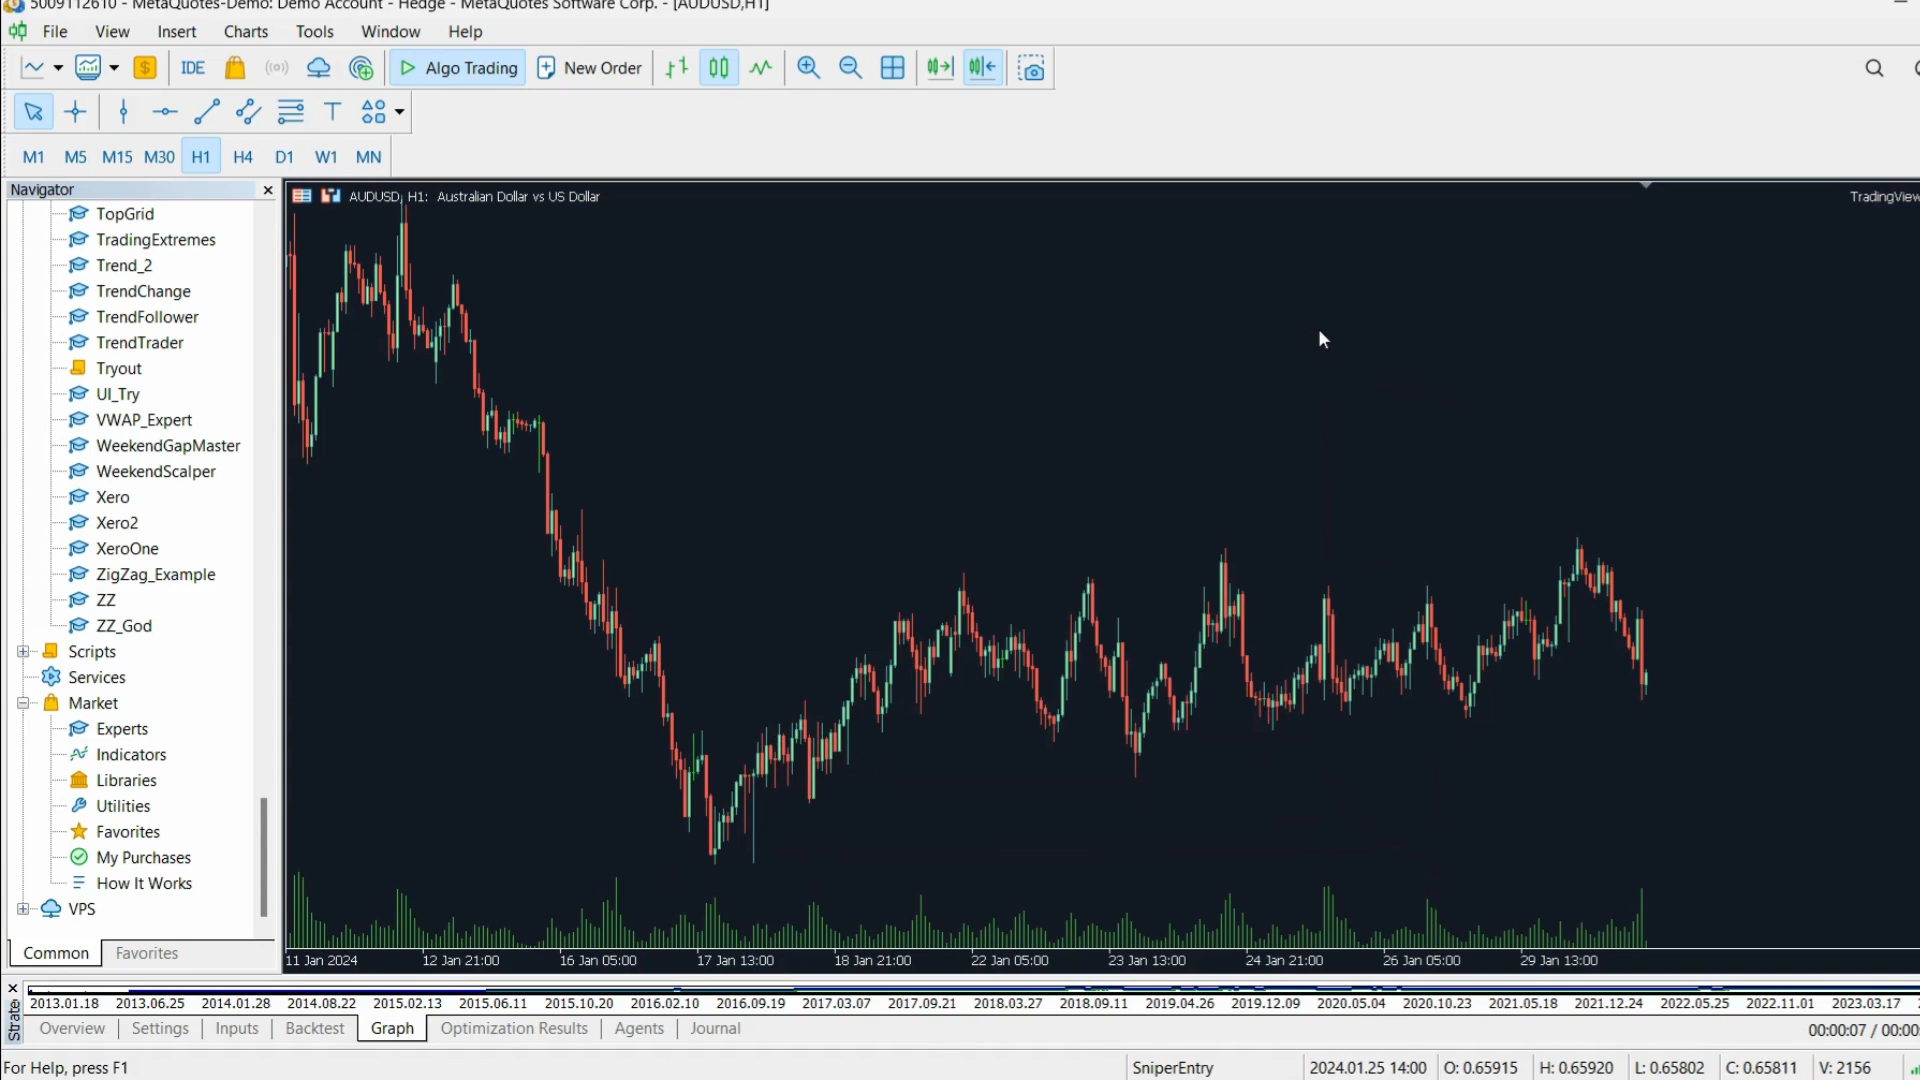 5009112610 - MetaQuotes-Demo: Demo Account - Hedge - MetaQuotes Software Corp. - [AUDUSD,H1]
File View Insert Charts Tools Window Help
IDE Algo Trading New Order
T
M1 M5 M15 M30 H1 H4 D1 W1 MN
Navigator
AUDUSD, H1: Australian Dollar vs US Dollar
TradingView
TopGrid
TradingExtremes
Trend_2
TrendChange
TrendFollower
TrendTrader
Tryout
UI_Try
VWAP_Expert
WeekendGapMaster
WeekendScalper
Xero
Xero2
XeroOne
ZigZag_Example
ZZ
ZZ_God
Scripts
Services
Market
Experts
Indicators
Libraries
Utilities
Favorites
My Purchases
How It Works
VPS
Common Favorites
11 Jan 2024 12 Jan 21:00 16 Jan 05:00 17 Jan 13:00 18 Jan 21:00 22 Jan 05:00 23 Jan 13:00 24 Jan 21:00 26 Jan 05:00 29 Jan 13:00
2013.01.18 2013.06.25 2014.01.28 2014.08.22 2015.02.13 2015.06.11 2015.10.20 2016.02.10 2016.09.19 2017.03.07 2017.09.21 2018.03.27 2018.09.11 2019.04.26 2019.12.09 2020.05.04 2020.10.23 2021.05.18 2021.12.24 2022.05.25 2022.11.01 2023.03.17
Strate
Overview Settings Inputs Backtest Graph Optimization Results Agents Journal
00:00:07 / 00:00
For Help, press F1
SniperEntry
2024.01.25 14:00 O: 0.65915 H: 0.65920 L: 0.65802 C: 0.65811 V: 2156